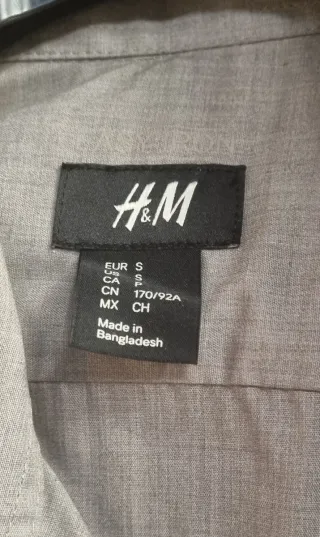 H&M
EUR S
US S
CA P
CN 170/92A
MX CH
Made in
Bangladesh